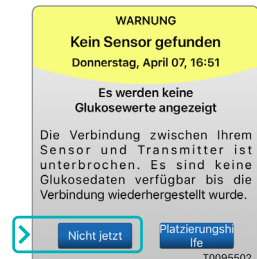 WARNUNG
Kein Sensor gefunden
Donnerstag, April 07, 16:51
Es werden keine
Glukosewerte angezeigt
Die Verbindung zwischen Ihrem
Sensor und Transmitter ist
unterbrochen. Es sind keine
Glukosedaten verfügbar bis die
Verbindung wiederhergestellt wurde.
Nicht jetzt
Platzierungshi
lfe
T0095502